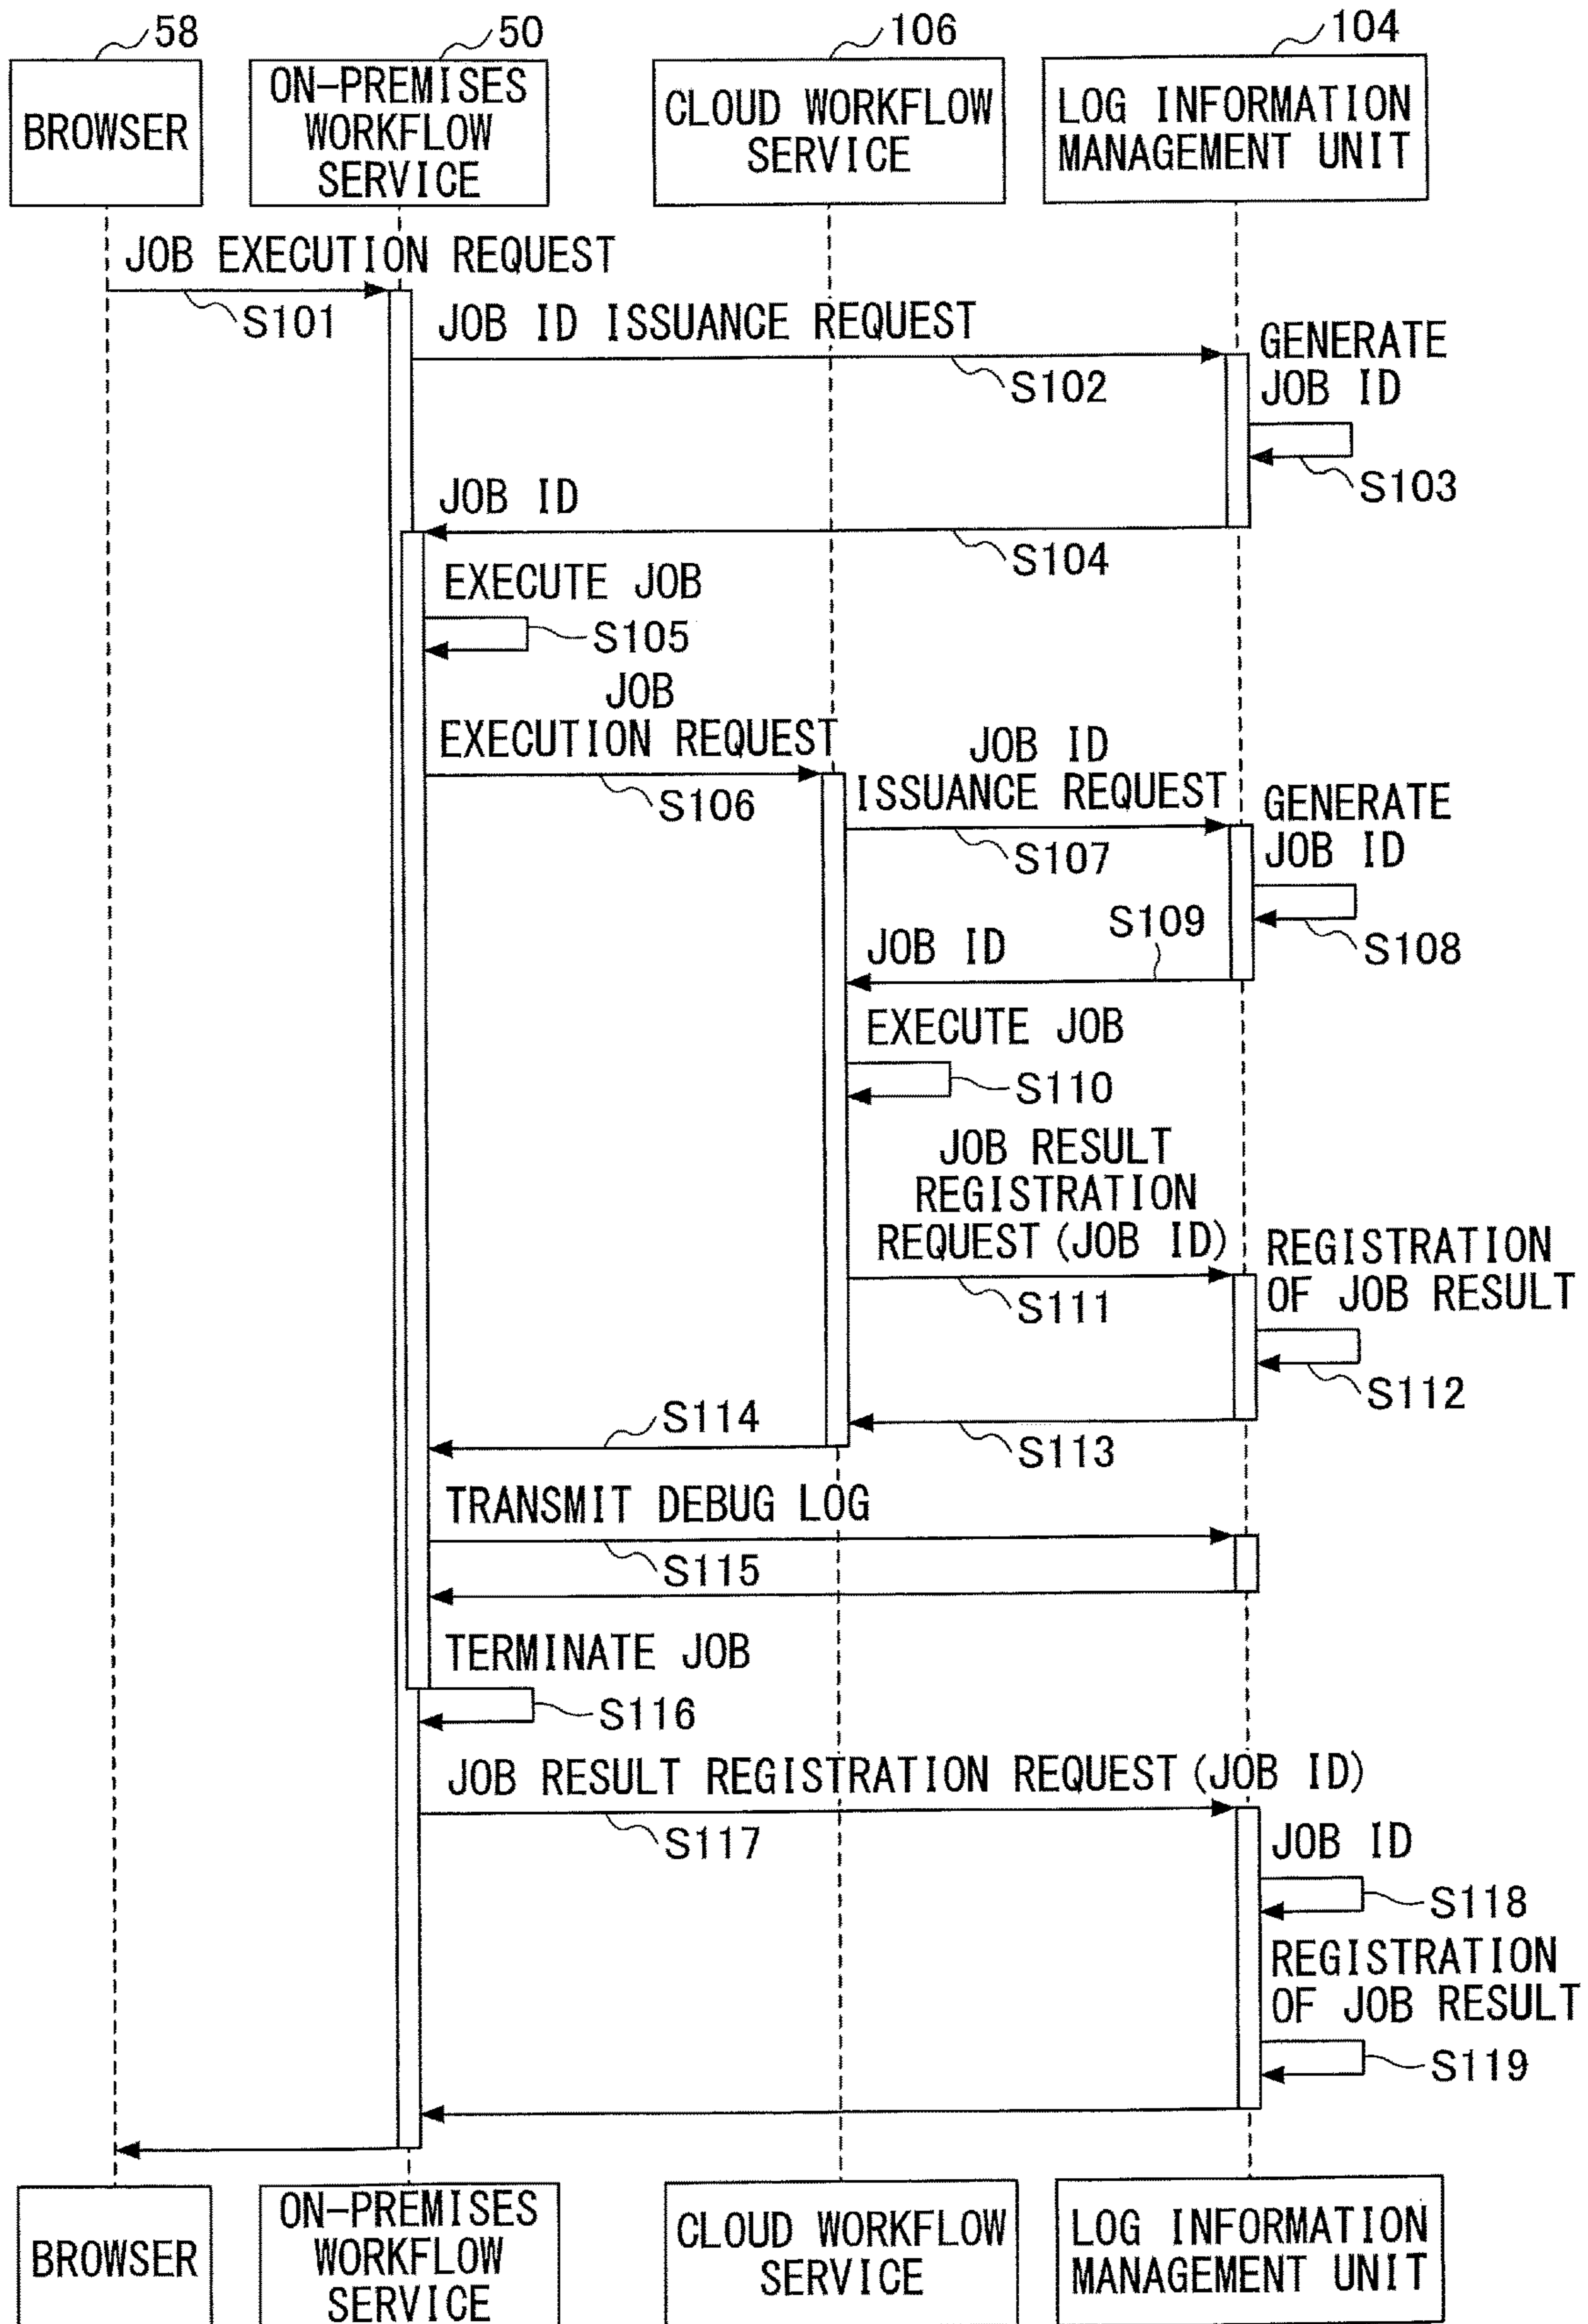 58
50
106
104
BROWSER
ON-PREMISES
WORKFLOW
SERVICE
CLOUD WORKFLOW
SERVICE
LOG INFORMATION
MANAGEMENT UNIT
JOB EXECUTION REQUEST
S101
JOB ID ISSUANCE REQUEST
S102
GENERATE
JOB ID
S103
JOB ID
S104
EXECUTE JOB
S105
JOB
EXECUTION REQUEST
S106
JOB ID
ISSUANCE REQUEST
S107
GENERATE
JOB ID
S108
S109
JOB ID
EXECUTE JOB
S110
JOB RESULT
REGISTRATION
REQUEST (JOB ID)
S111
REGISTRATION
OF JOB RESULT
S112
S113
S114
TRANSMIT DEBUG LOG
S115
TERMINATE JOB
S116
JOB RESULT REGISTRATION REQUEST (JOB ID)
S117
JOB ID
S118
REGISTRATION
OF JOB RESULT
S119
BROWSER
ON-PREMISES
WORKFLOW
SERVICE
CLOUD WORKFLOW
SERVICE
LOG INFORMATION
MANAGEMENT UNIT